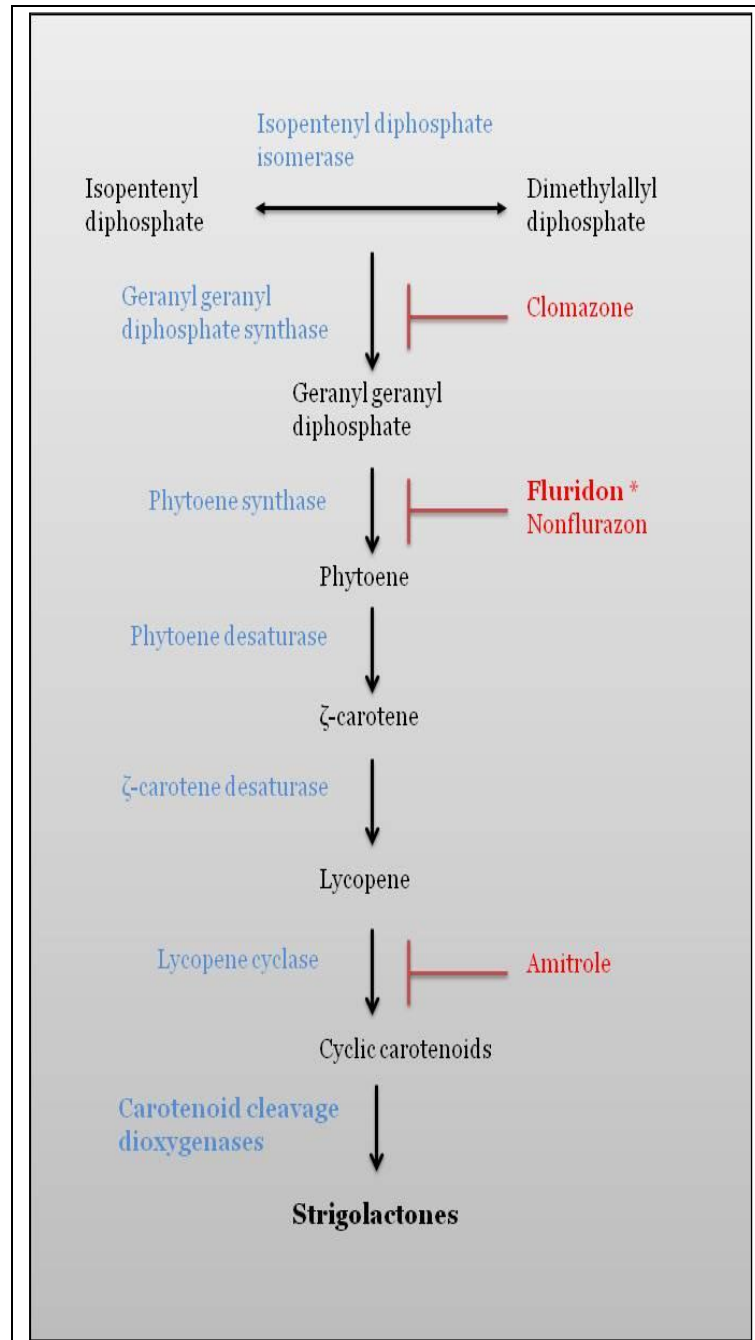 Isopentenyl diphosphate
isomerase
Isopentenyl
diphosphate
Dimethylallyl
diphosphate
Geranyl geranyl
diphosphate synthase
Clomazone
Geranyl geranyl
diphosphate
Phytoene synthase
Fluridon *
Nonflurazon
Phytoene
Phytoene desaturase
ζ-carotene
ζ-carotene desaturase
Lycopene
Lycopene cyclase
Amitrole
Cyclic carotenoids
Carotenoid cleavage
dioxygenases
Strigolactones